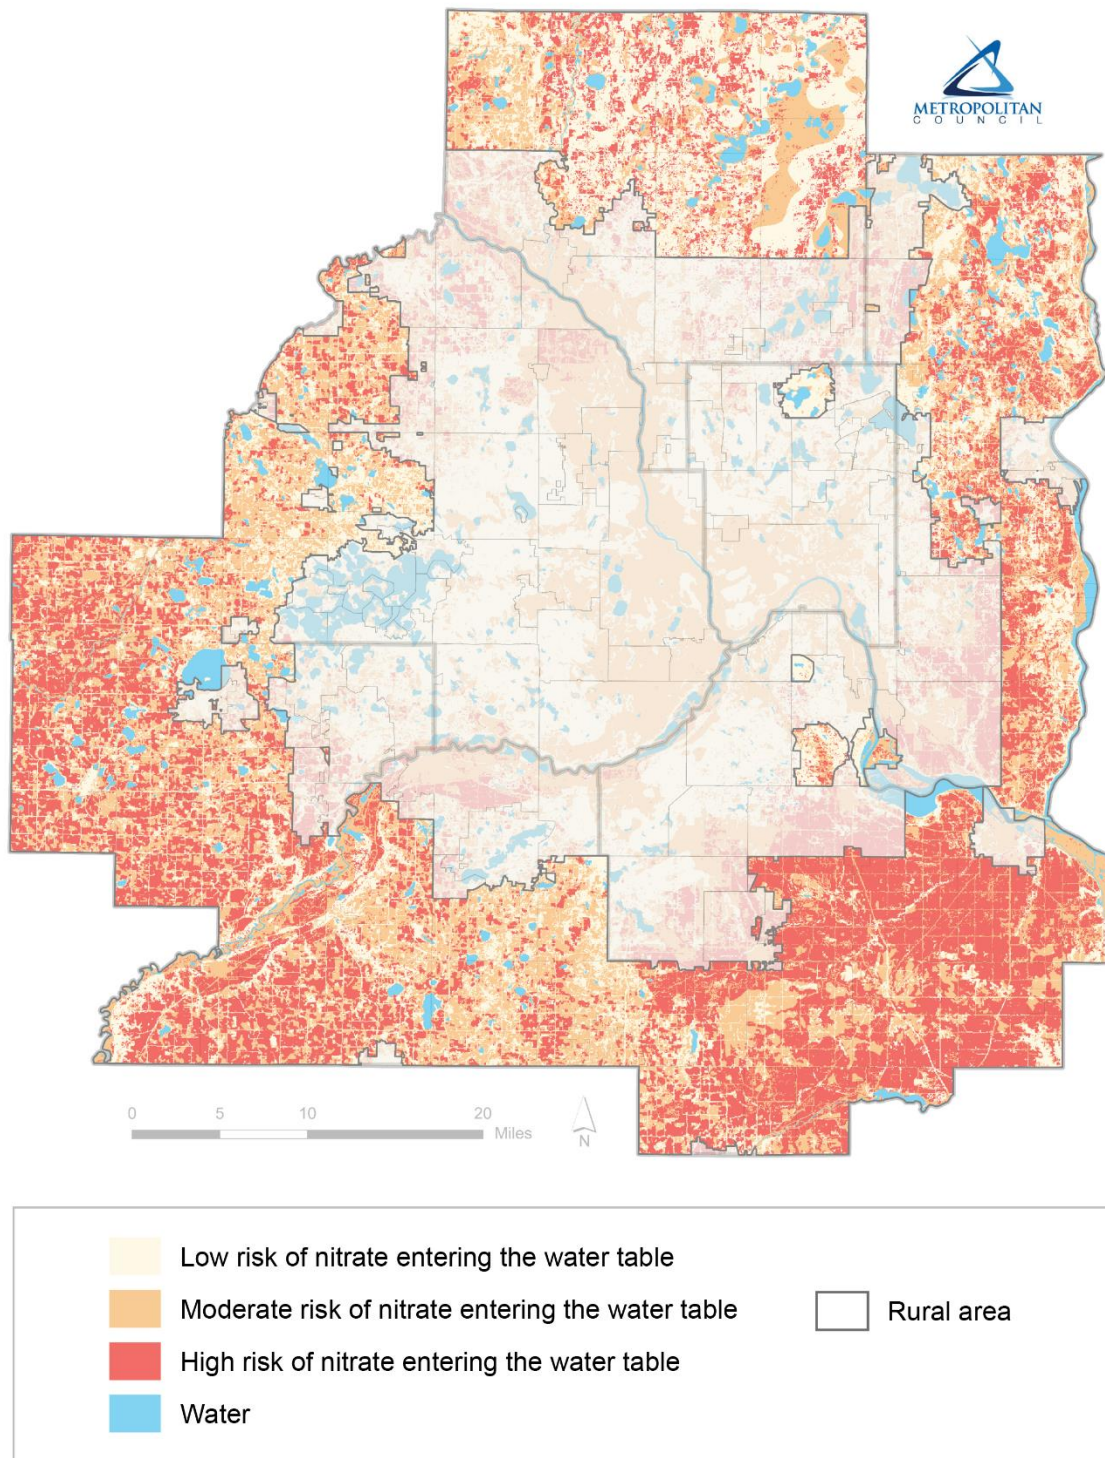 METROPOLITAN
COUNCIL
0 5 10 20
Miles
N
Low risk of nitrate entering the water table
Moderate risk of nitrate entering the water table
Rural area
High risk of nitrate entering the water table
Water